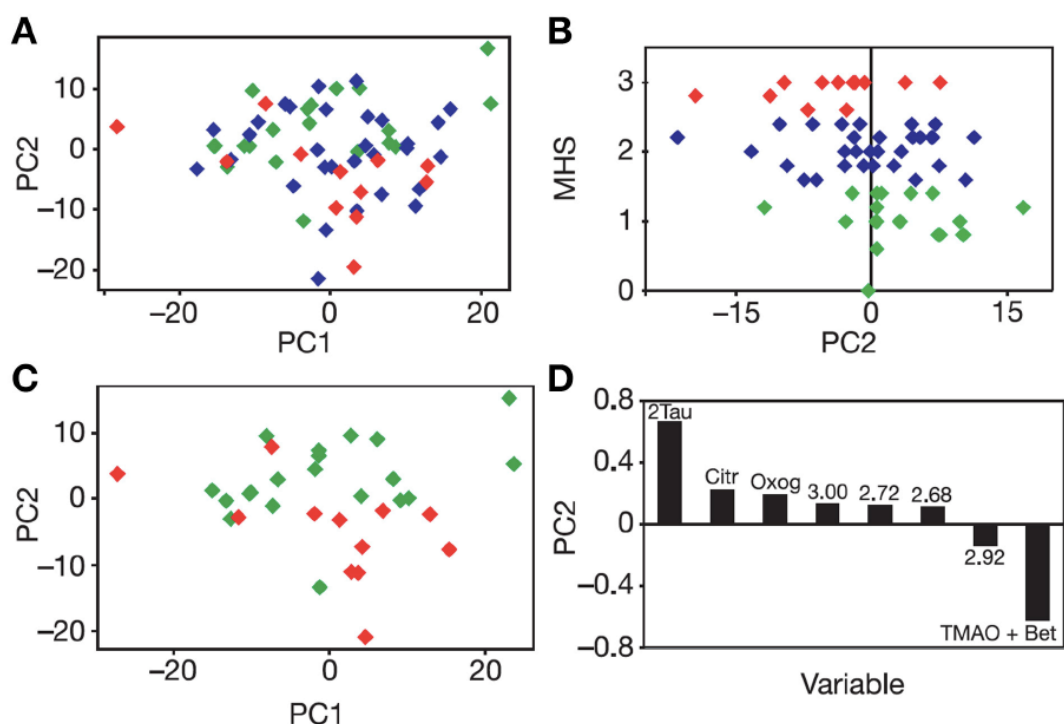 A
10
0
−10
−20
PC2
−20
0
20
PC1
B
3
2
1
0
MHS
−15
0
15
PC2
C
10
0
−10
−20
PC2
−20
0
20
PC1
D
0.8
0.4
0
−0.4
−0.8
PC2
2Tau
Citr
Oxog
3.00
2.72
2.68
2.92
TMAO + Bet
Variable